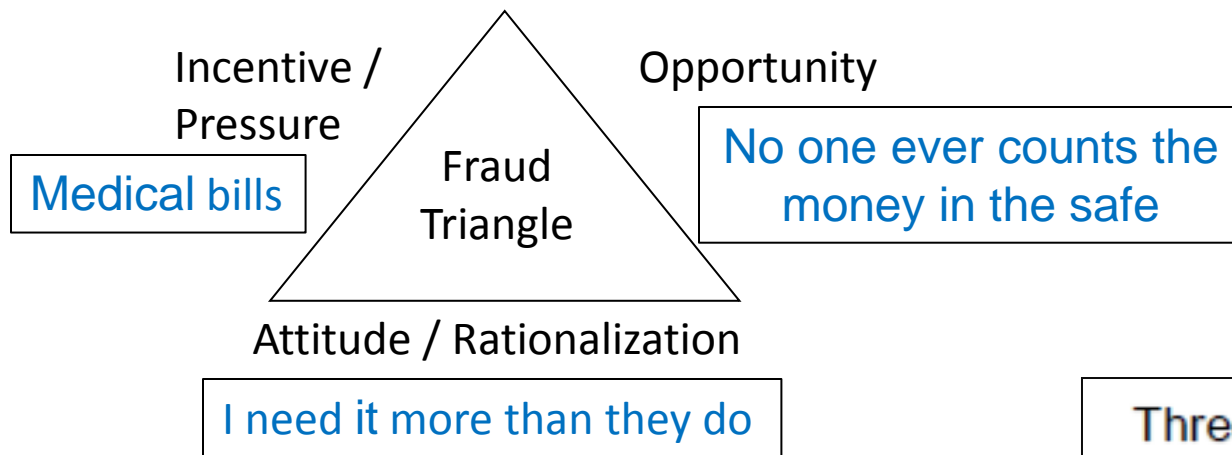 Incentive /
Pressure
Opportunity
Medical bills
Fraud
Triangle
No one ever counts the
money in the safe
Attitude / Rationalization
I need it more than they do
Thre